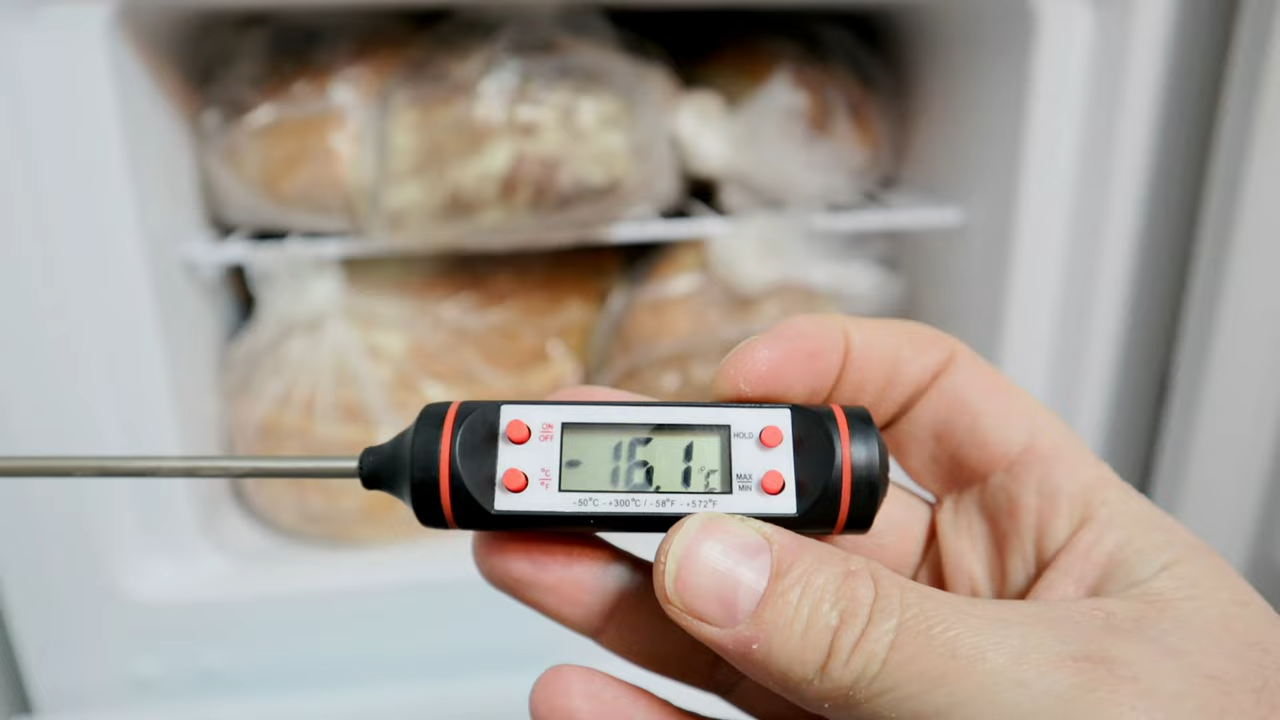 ON
OFF
°C
°F
-16.1°C
HOLD
MAX
MIN
-50°C - +300°C / -58°F - +572°F